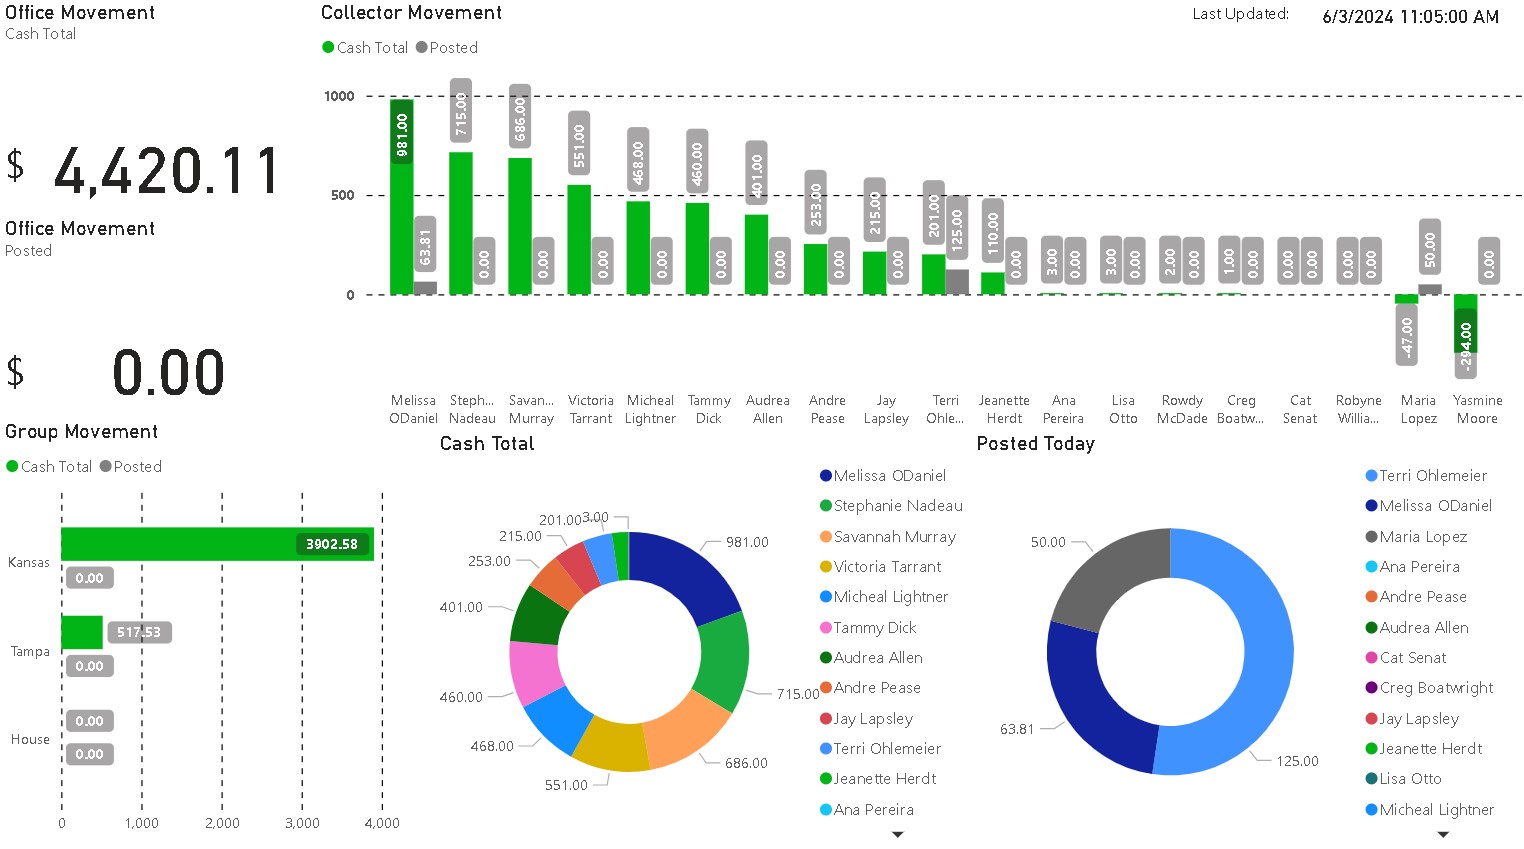 Office Movement
Cash Total
$ 4,420.11
Office Movement
Posted
$ 0.00
Collector Movement
Cash Total Posted
Last Updated: 6/3/2024 11:05:00 AM
1000
500
0
981.00
63.81
715.00
0.00
686.00
0.00
551.00
0.00
468.00
0.00
460.00
0.00
401.00
0.00
253.00
0.00
215.00
0.00
201.00
125.00
110.00
0.00
3.00
0.00
3.00
0.00
2.00
0.00
1.00
0.00
0.00
0.00
0.00
0.00
-47.00
50.00
-294.00
0.00
Melissa
ODaniel
Steph...
Nadeau
Savan...
Murray
Victoria
Tarrant
Micheal
Lightner
Tammy
Dick
Audrea
Allen
Andre
Pease
Jay
Lapsley
Terri
Ohle...
Jeanette
Herdt
Ana
Pereira
Lisa
Otto
Rowdy
McDade
Creg
Boatw...
Cat
Senat
Robyne
Willia...
Maria
Lopez
Yasmine
Moore
Group Movement
Cash Total Posted
Kansas
3902.58
0.00
Tampa
517.53
0.00
House
0.00
0.00
0 1,000 2,000 3,000 4,000
Cash Total
981.00
715.00
686.00
551.00
468.00
460.00
401.00
253.00
215.00
201.00
3.00
Melissa ODaniel
Stephanie Nadeau
Savannah Murray
Victoria Tarrant
Micheal Lightner
Tammy Dick
Audrea Allen
Andre Pease
Jay Lapsley
Terri Ohlemeier
Jeanette Herdt
Ana Pereira
Posted Today
50.00
63.81
125.00
Terri Ohlemeier
Melissa ODaniel
Maria Lopez
Ana Pereira
Andre Pease
Audrea Allen
Cat Senat
Creg Boatwright
Jay Lapsley
Jeanette Herdt
Lisa Otto
Micheal Lightner